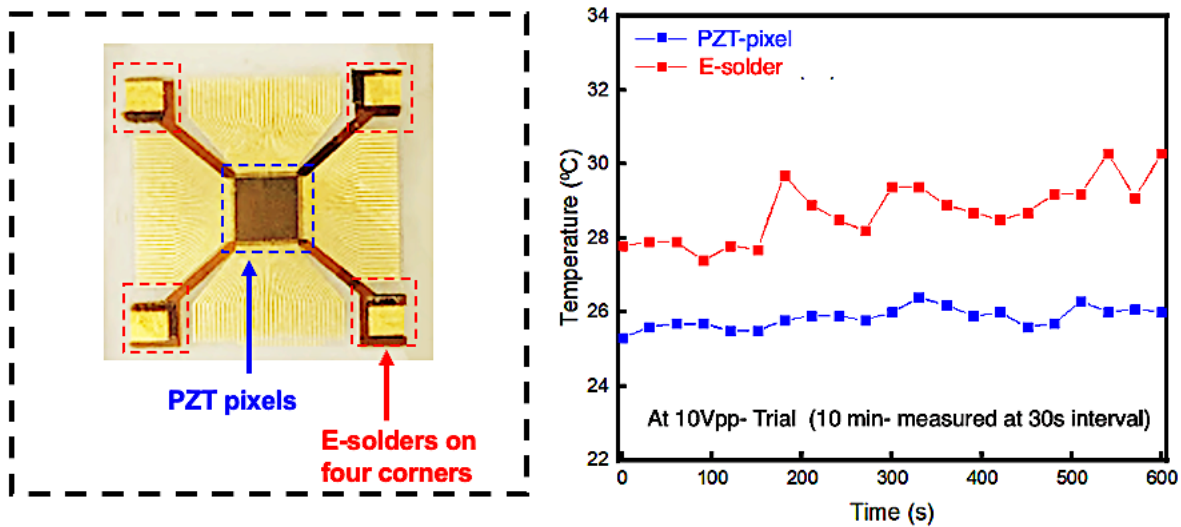 PZT pixels
E-solders on
four corners
34
32
30
28
26
24
22
Temperature (ºC)
PZT-pixel
E-solder
At 10Vpp- Trial (10 min- measured at 30s interval)
0
100
200
300
400
500
600
Time (s)